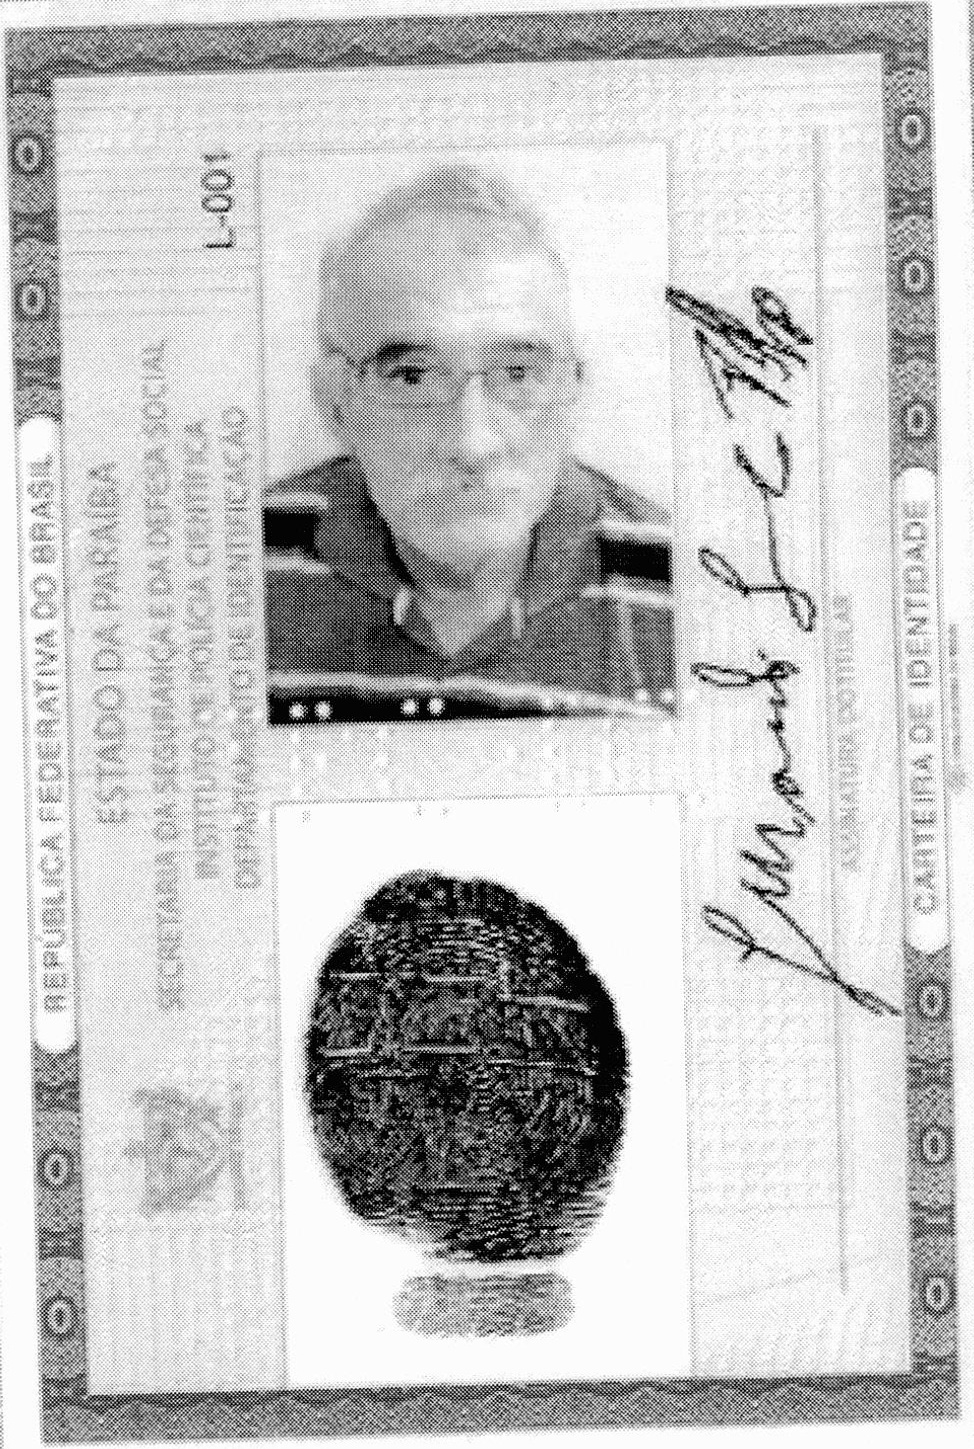 REPÚBLICA FEDERATIVA DO BRASIL
ESTADO DA PARAÍBA
SECRETARIA DA SEGURANÇA E DA DEFESA SOCIAL
INSTITUTO DE POLÍCIA CIENTÍFICA
DEPARTAMENTO DE IDENTIFICAÇÃO
L-001
ASSINATURA DO TITULAR
CARTEIRA DE IDENTIDADE